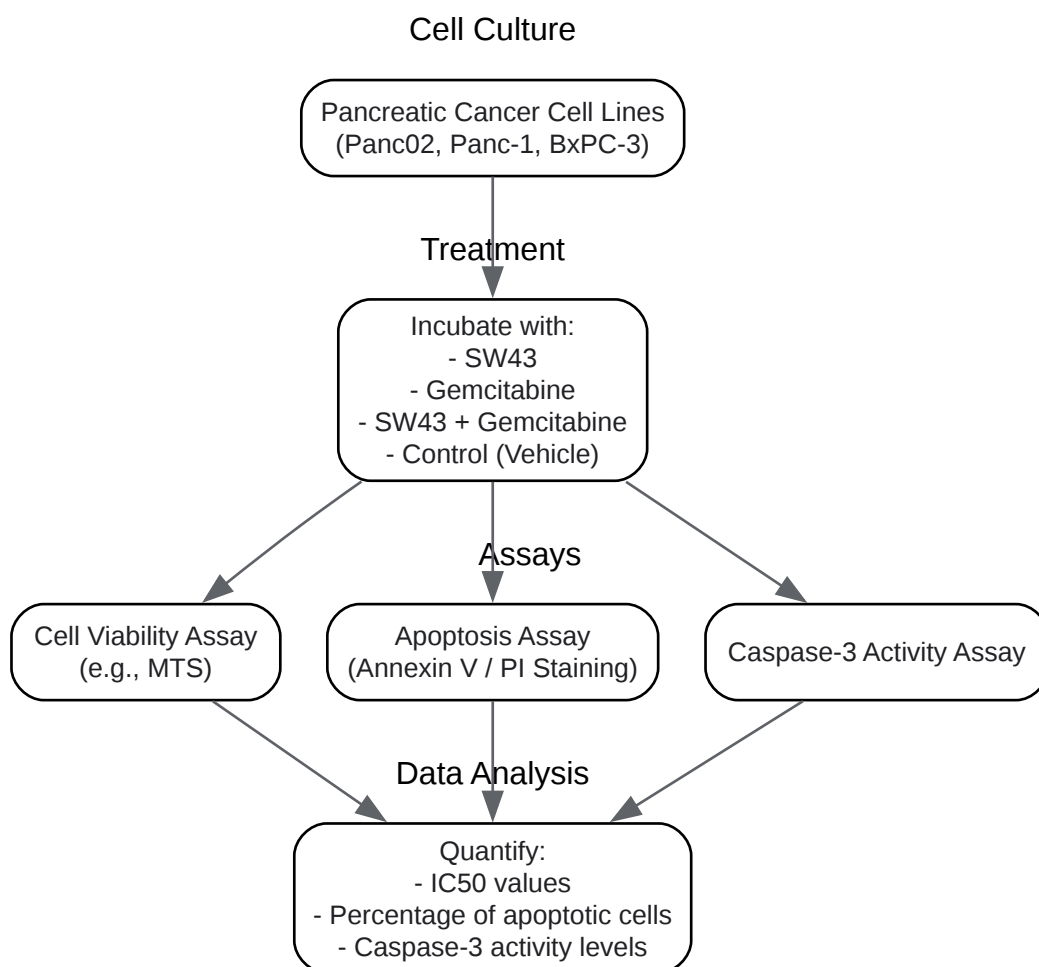 Cell Culture
Pancreatic Cancer Cell Lines
(Panc02, Panc-1, BxPC-3)
Treatment
Incubate with:
- SW43
- Gemcitabine
- SW43 + Gemcitabine
- Control (Vehicle)
Assays
Cell Viability Assay
(e.g., MTS)
Apoptosis Assay
(Annexin V / PI Staining)
Caspase-3 Activity Assay
Data Analysis
Quantify:
- IC50 values
- Percentage of apoptotic cells
- Caspase-3 activity levels